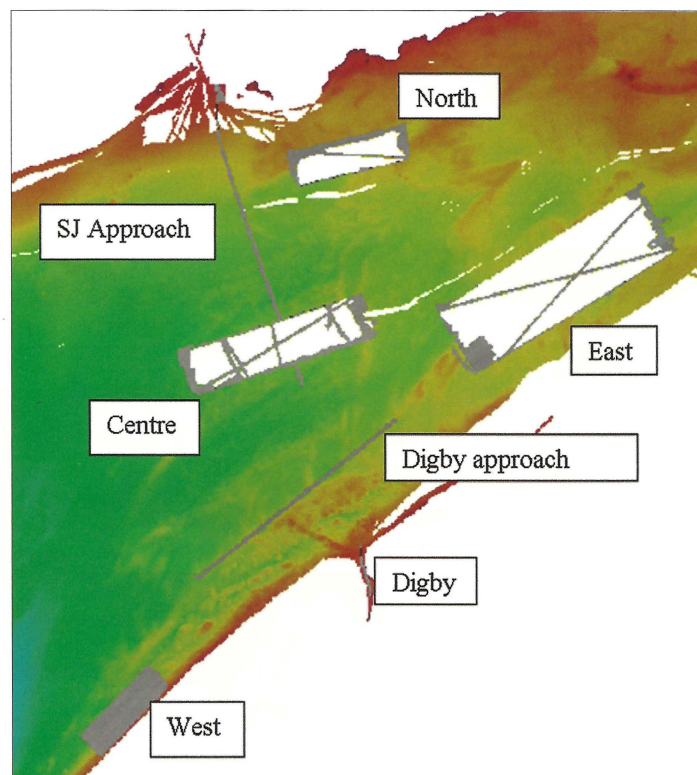 North
SJ Approach
East
Centre
Digby approach
Digby
West